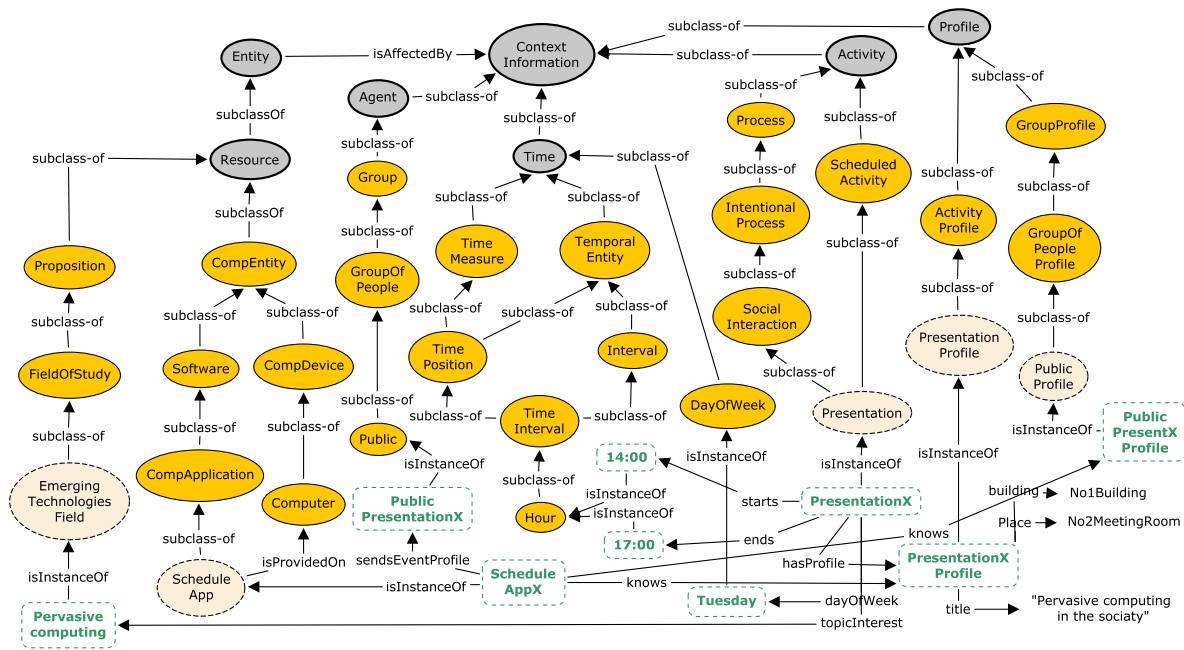 Profile
subclass-of
Context
Information
Entity
isAffectedBy
subclass-of
Activity
subclass-of
subclass-of
Agent
subclass-of
subclassOf
subclass-of
Process
subclass-of
GroupProfile
subclass-of
subclass-of
subclass-of
Resource
Time
subclass-of
subclass-of
Scheduled
Activity
Group
subclass-of
subclass-of
subclass-of
subclass-of
subclass-of
subclassOf
Intentional
Process
Activity
Profile
subclass-of
subclass-of
Time
Measure
Temporal
Entity
GroupOf
People
Profile
Proposition
CompEntity
GroupOf
People
subclass-of
subclass-of
subclass-of
subclass-of
subclass-of
subclass-of
subclass-of
subclass-of
Social
Interaction
subclass-of
Time
Position
Interval
Presentation
Profile
FieldOfStudy
Software
CompDevice
subclass-of
Public
Profile
subclass-of
DayOfWeek
Presentation
subclass-of
subclass-of
Time
Interval
subclass-of
Public
PresentX
Profile
subclass-of
subclass-of
subclass-of
Public
isInstanceOf
14:00
isInstanceOf
isInstanceOf
isInstanceOf
isInstanceOf
CompApplication
subclass-of
Emerging
Technologies
Field
Computer
Public
PresentationX
isInstanceOf
starts
PresentationX
building
No1Building
Hour
isInstanceOf
Place
No2MeetingRoom
subclass-of
17:00
ends
knows
isProvidedOn
sendsEventProfile
hasProfile
PresentationX
Profile
isInstanceOf
Schedule
App
isInstanceOf
Schedule
AppX
knows
Tuesday
dayOfWeek
title
"Pervasive computing
in the sociaty"
Pervasive
computing
topicInterest